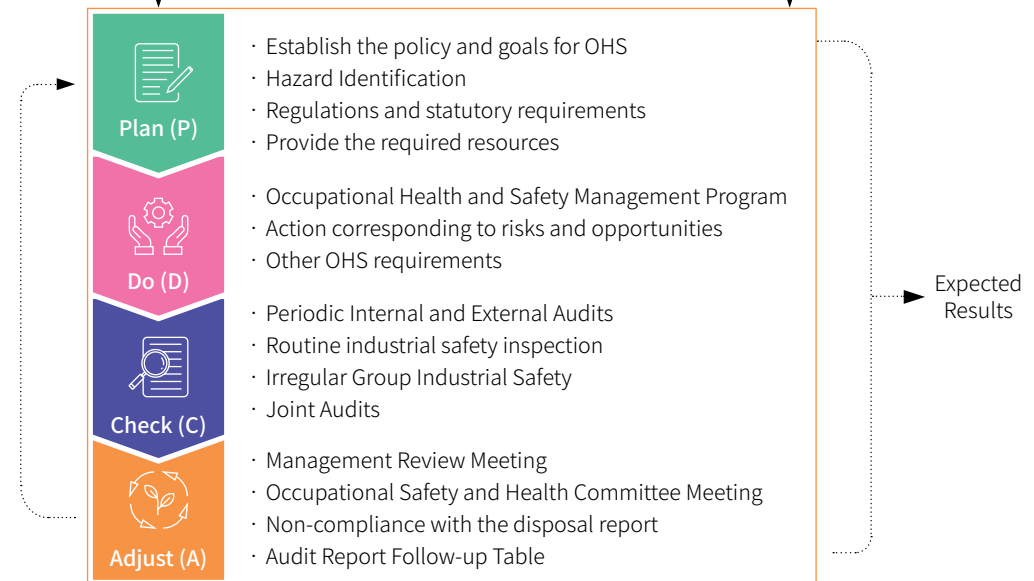 Plan (P)
· Establish the policy and goals for OHS
· Hazard Identification
· Regulations and statutory requirements
· Provide the required resources
Do (D)
· Occupational Health and Safety Management Program
· Action corresponding to risks and opportunities
· Other OHS requirements
Check (C)
· Periodic Internal and External Audits
· Routine industrial safety inspection
· Irregular Group Industrial Safety
· Joint Audits
Adjust (A)
· Management Review Meeting
· Occupational Safety and Health Committee Meeting
· Non-compliance with the disposal report
· Audit Report Follow-up Table
Expected
Results